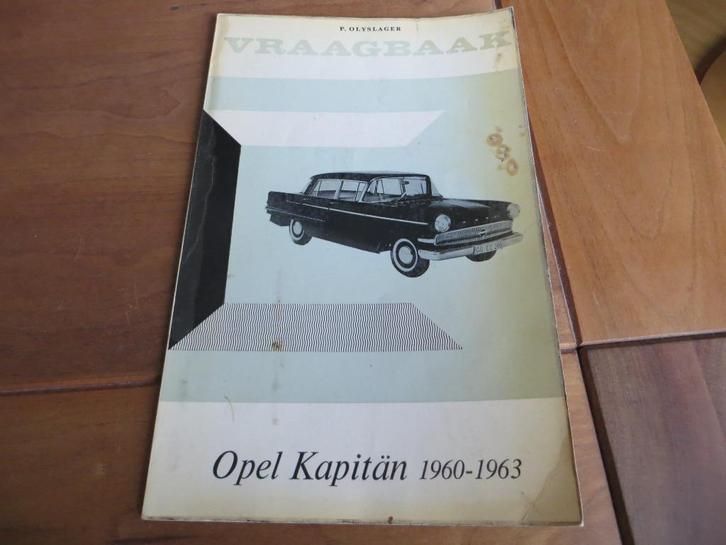 P. OLYSLAGER
VRAAGBAAK
Opel Kapitän 1960-1963